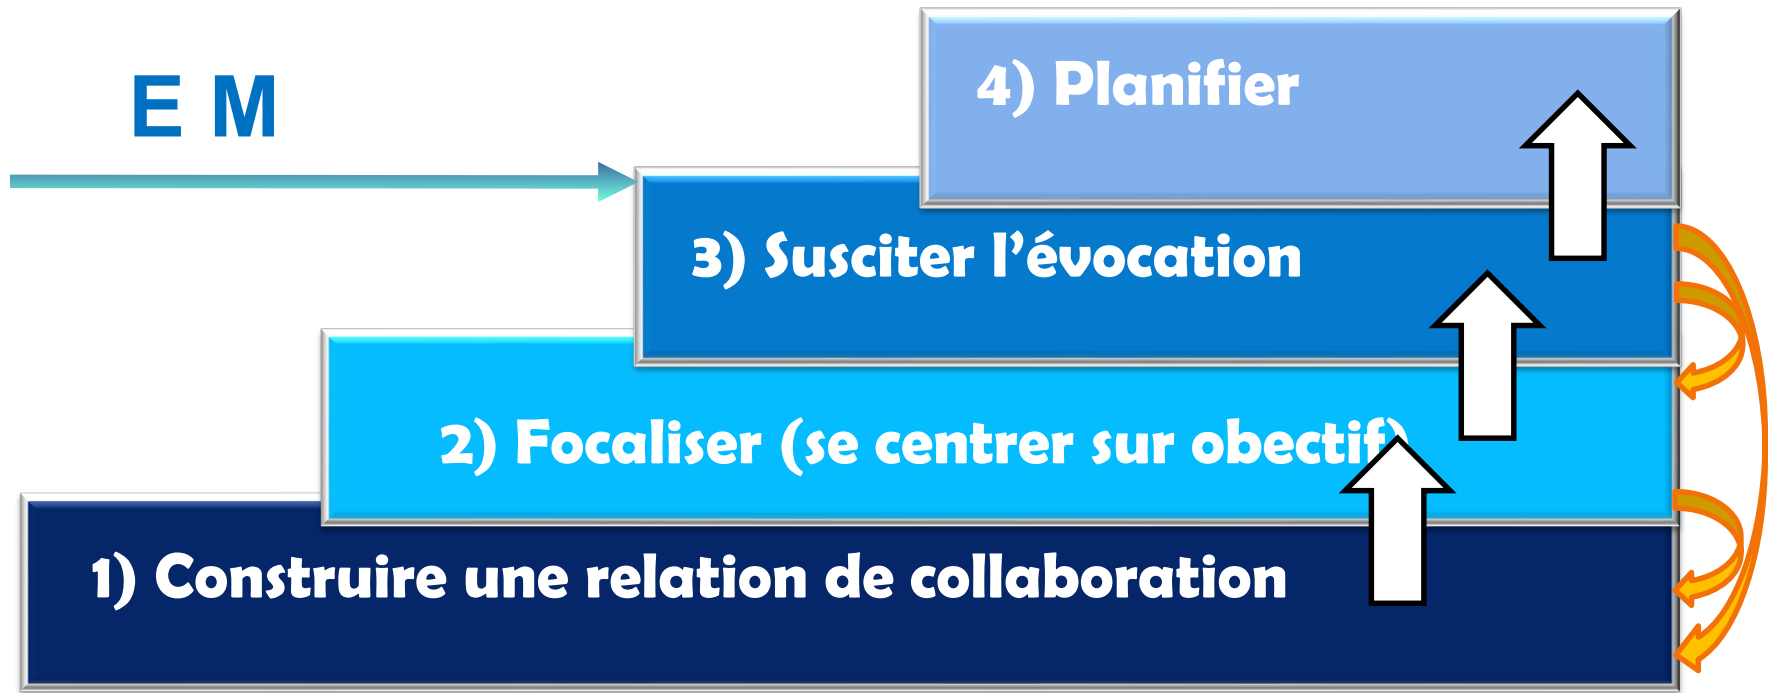 E M
4) Planifier
3) Susciter l’évocation
2) Focaliser (se centrer sur obectif)
1) Construire une relation de collaboration